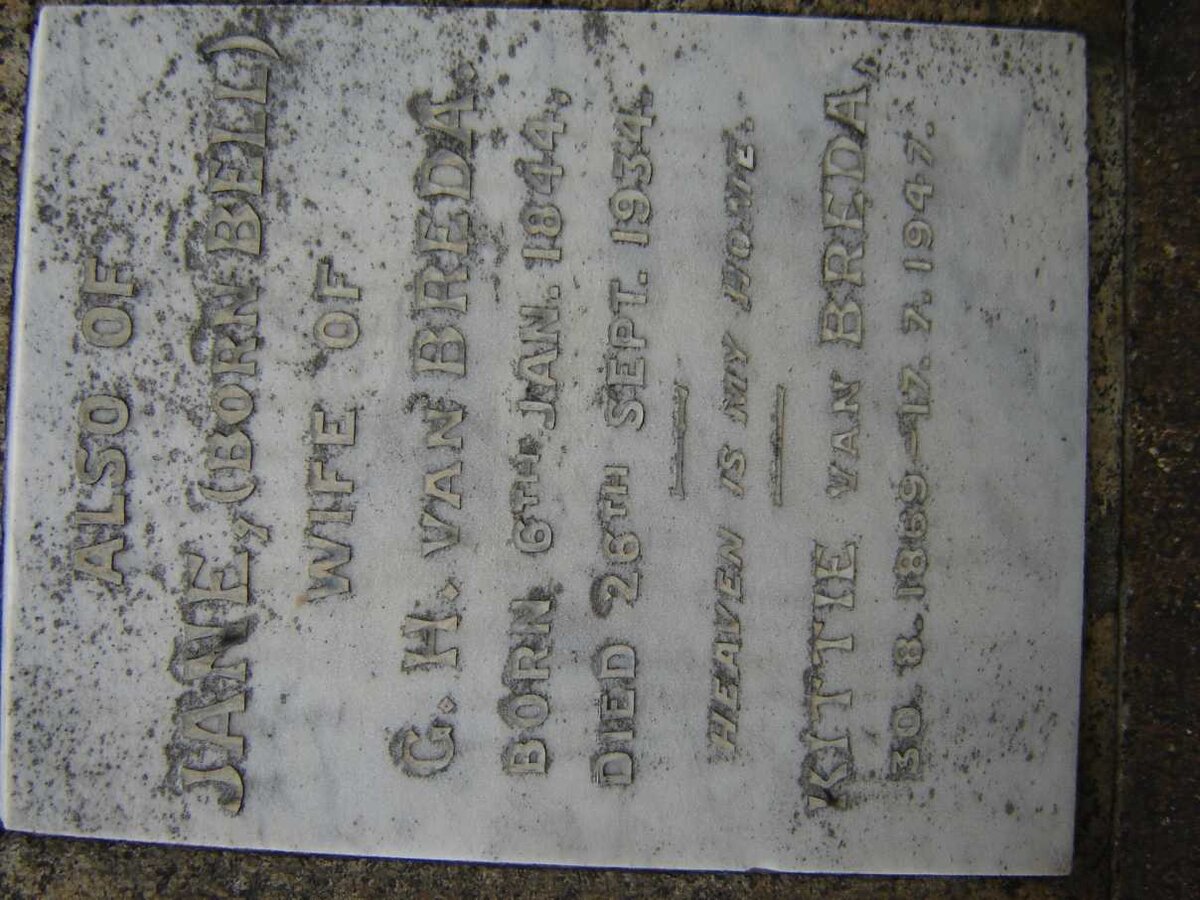 ALSO OF
JANE, (BORN BELL)
WIFE OF
G. H. VAN BREDA.
BORN 6TH JAN. 1844.
DIED 26TH SEPT. 1934.
HEAVEN IS MY HOME.
KITTIE VAN BREDA,
30. 8. 1869 – 17. 7. 1947.